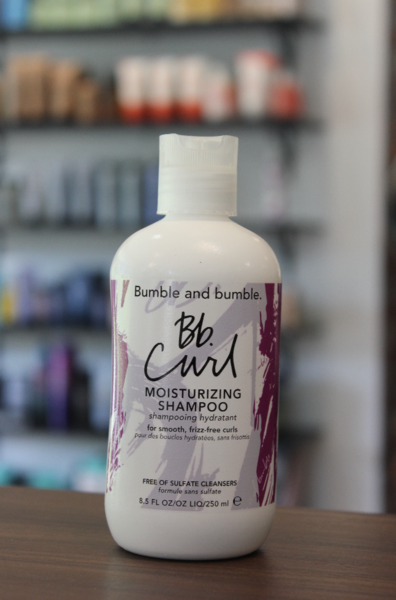 Bumble and bumble.
Bb.
Curl
MOISTURIZING
SHAMPOO
shampooing hydratant
for smooth, frizz-free curls
pour des boucles hydratées, sans frisottis
FREE OF SULFATE CLEANSERS
formule sans sulfate
8.5 FL OZ/OZ LIQ/250 ml ℮